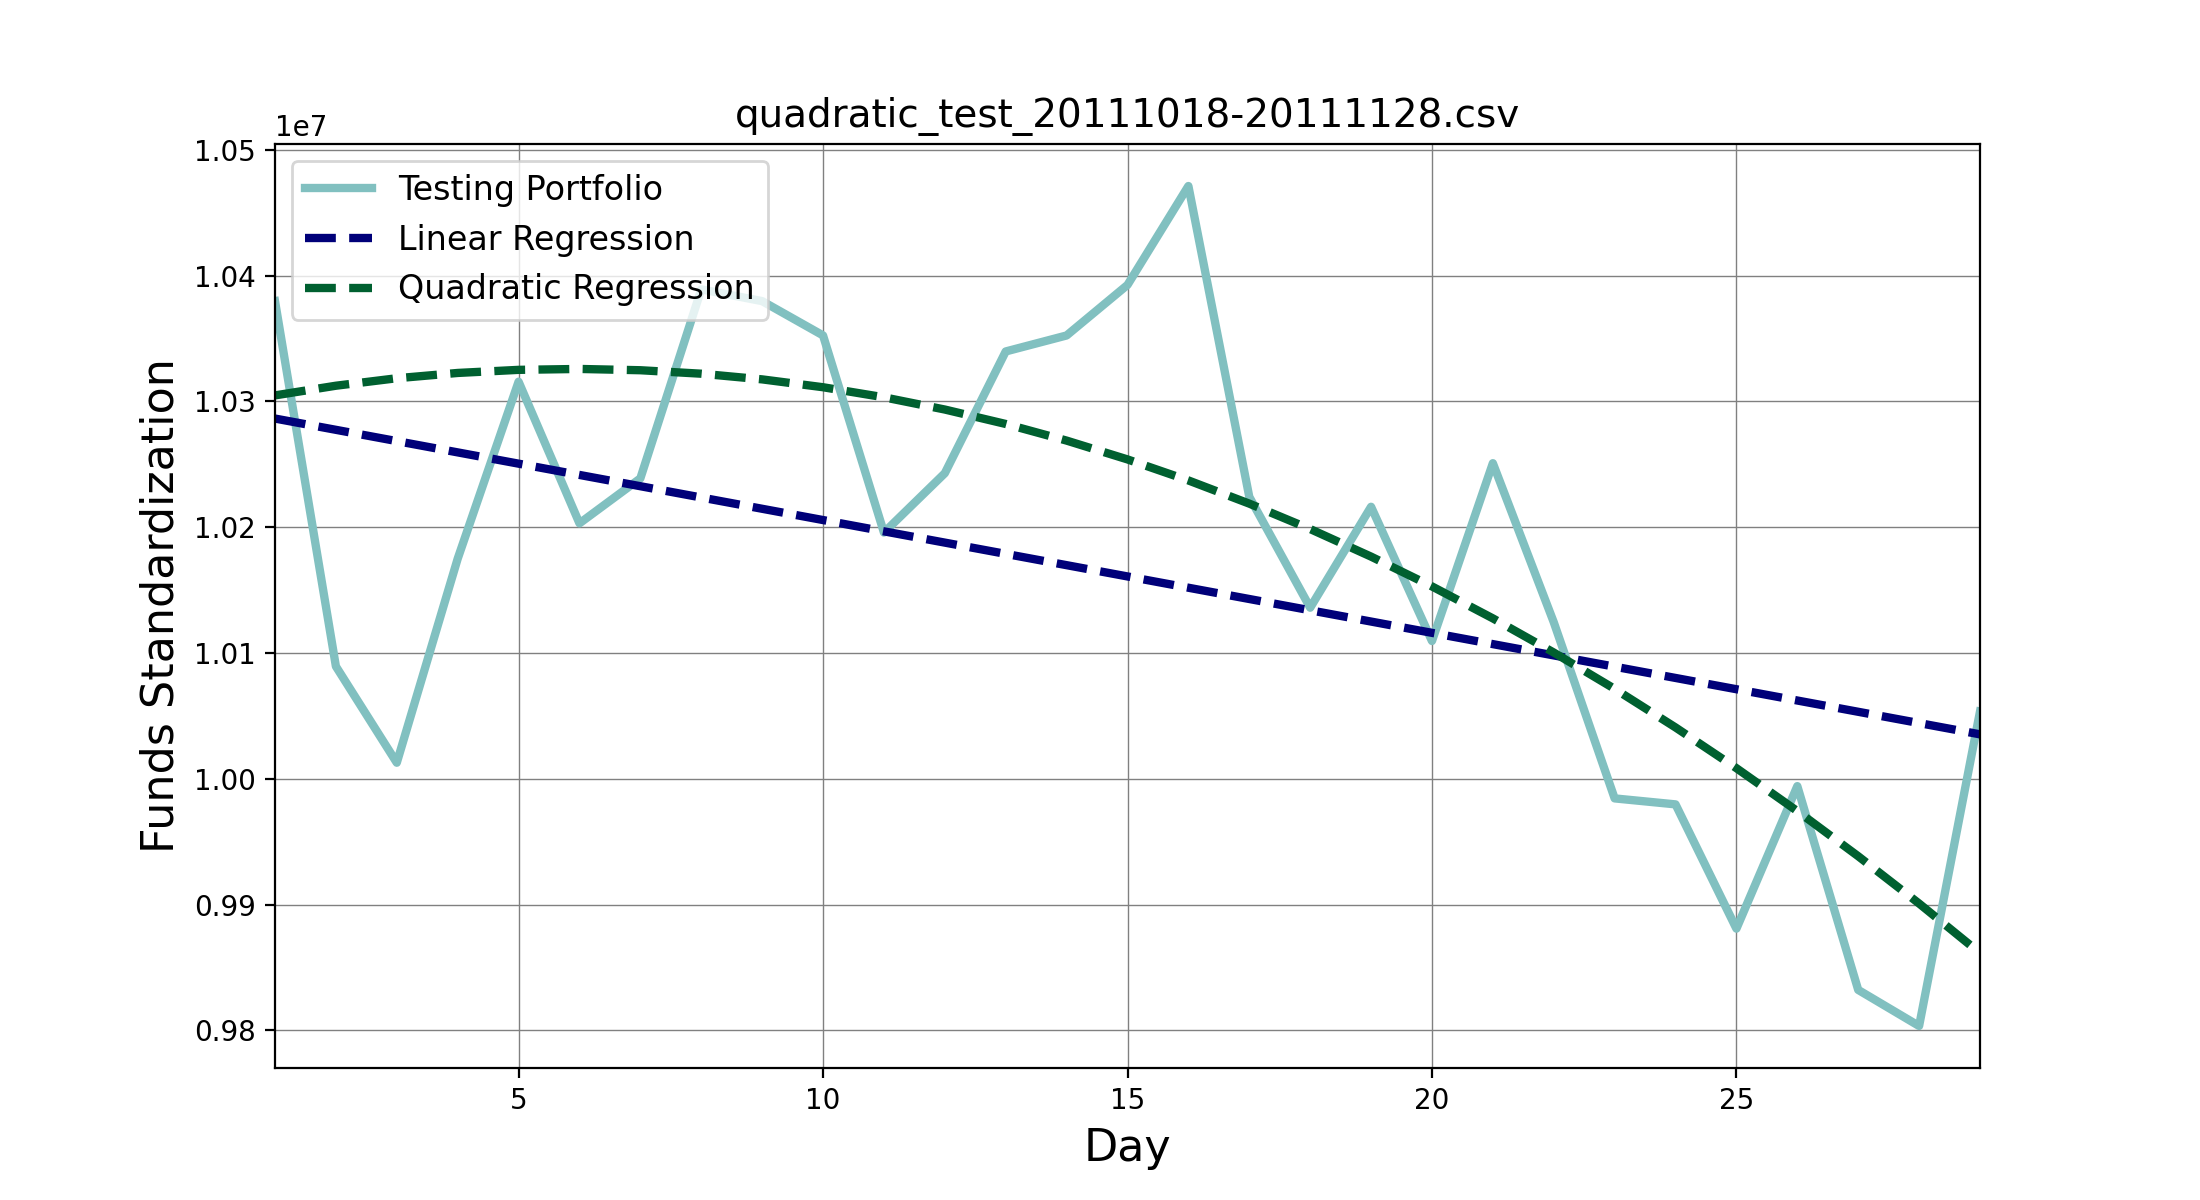 quadratic_test_20111018-20111128.csv
1e7
1.05
1.04
1.03
1.02
1.01
1.00
0.99
0.98
Funds Standardization
Testing Portfolio
Linear Regression
Quadratic Regression
5 10 15 20 25
Day